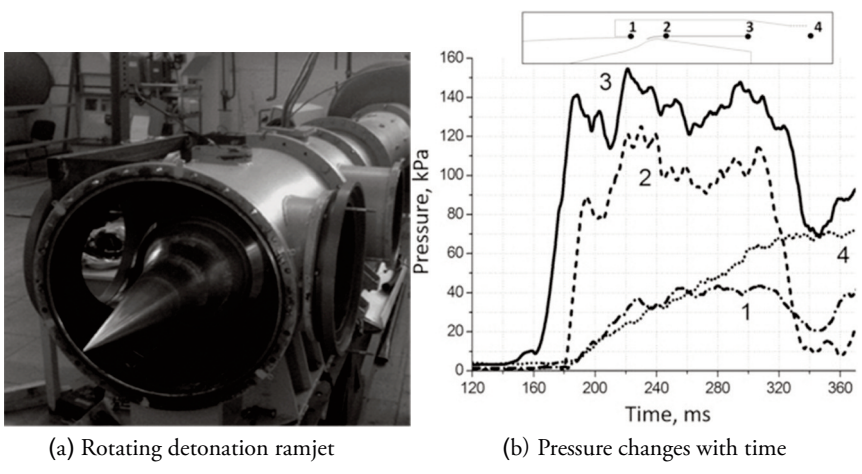 1 2 3 4
160
140
120
100
80
60
40
20
0
Pressure, kPa
3
2
4
1
120 160 200 240 280 320 360
Time, ms
(a) Rotating detonation ramjet
(b) Pressure changes with time